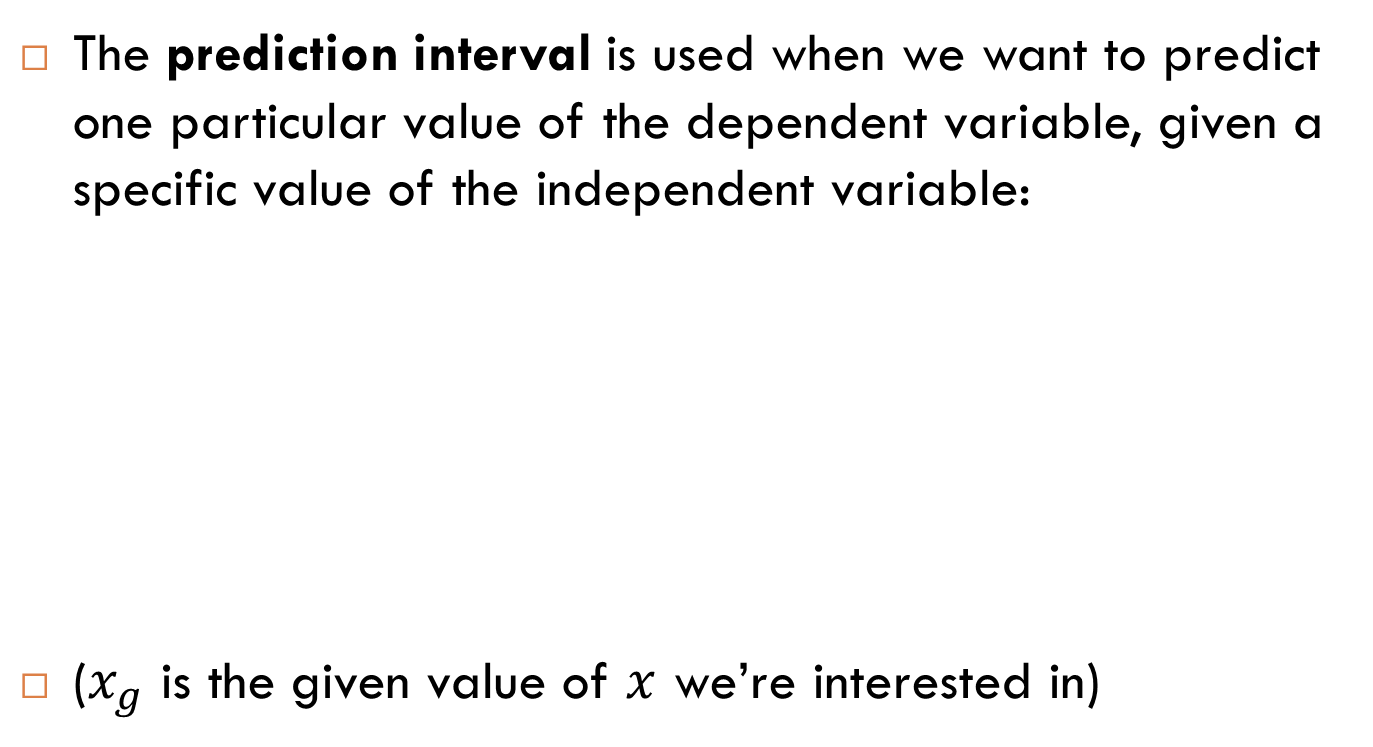 The prediction interval is used when we want to predict
one particular value of the dependent variable, given a
specific value of the independent variable:
(x_g is the given value of x we’re interested in)